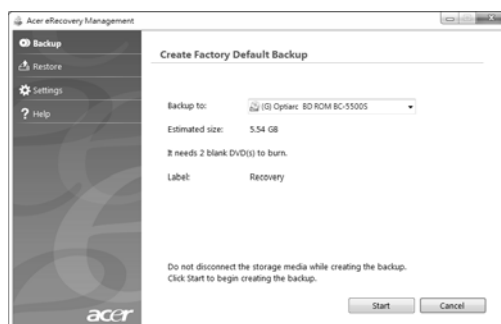 Acer eRecovery Management
Backup
Restore
Settings
Help
Create Factory Default Backup
Backup to: (G) Optiarc BD ROM BC-5500S
Estimated size: 5.54 GB
It needs 2 blank DVD(s) to burn.
Label: Recovery
Do not disconnect the storage media while creating the backup.
Click Start to begin creating the backup.
Start Cancel
acer